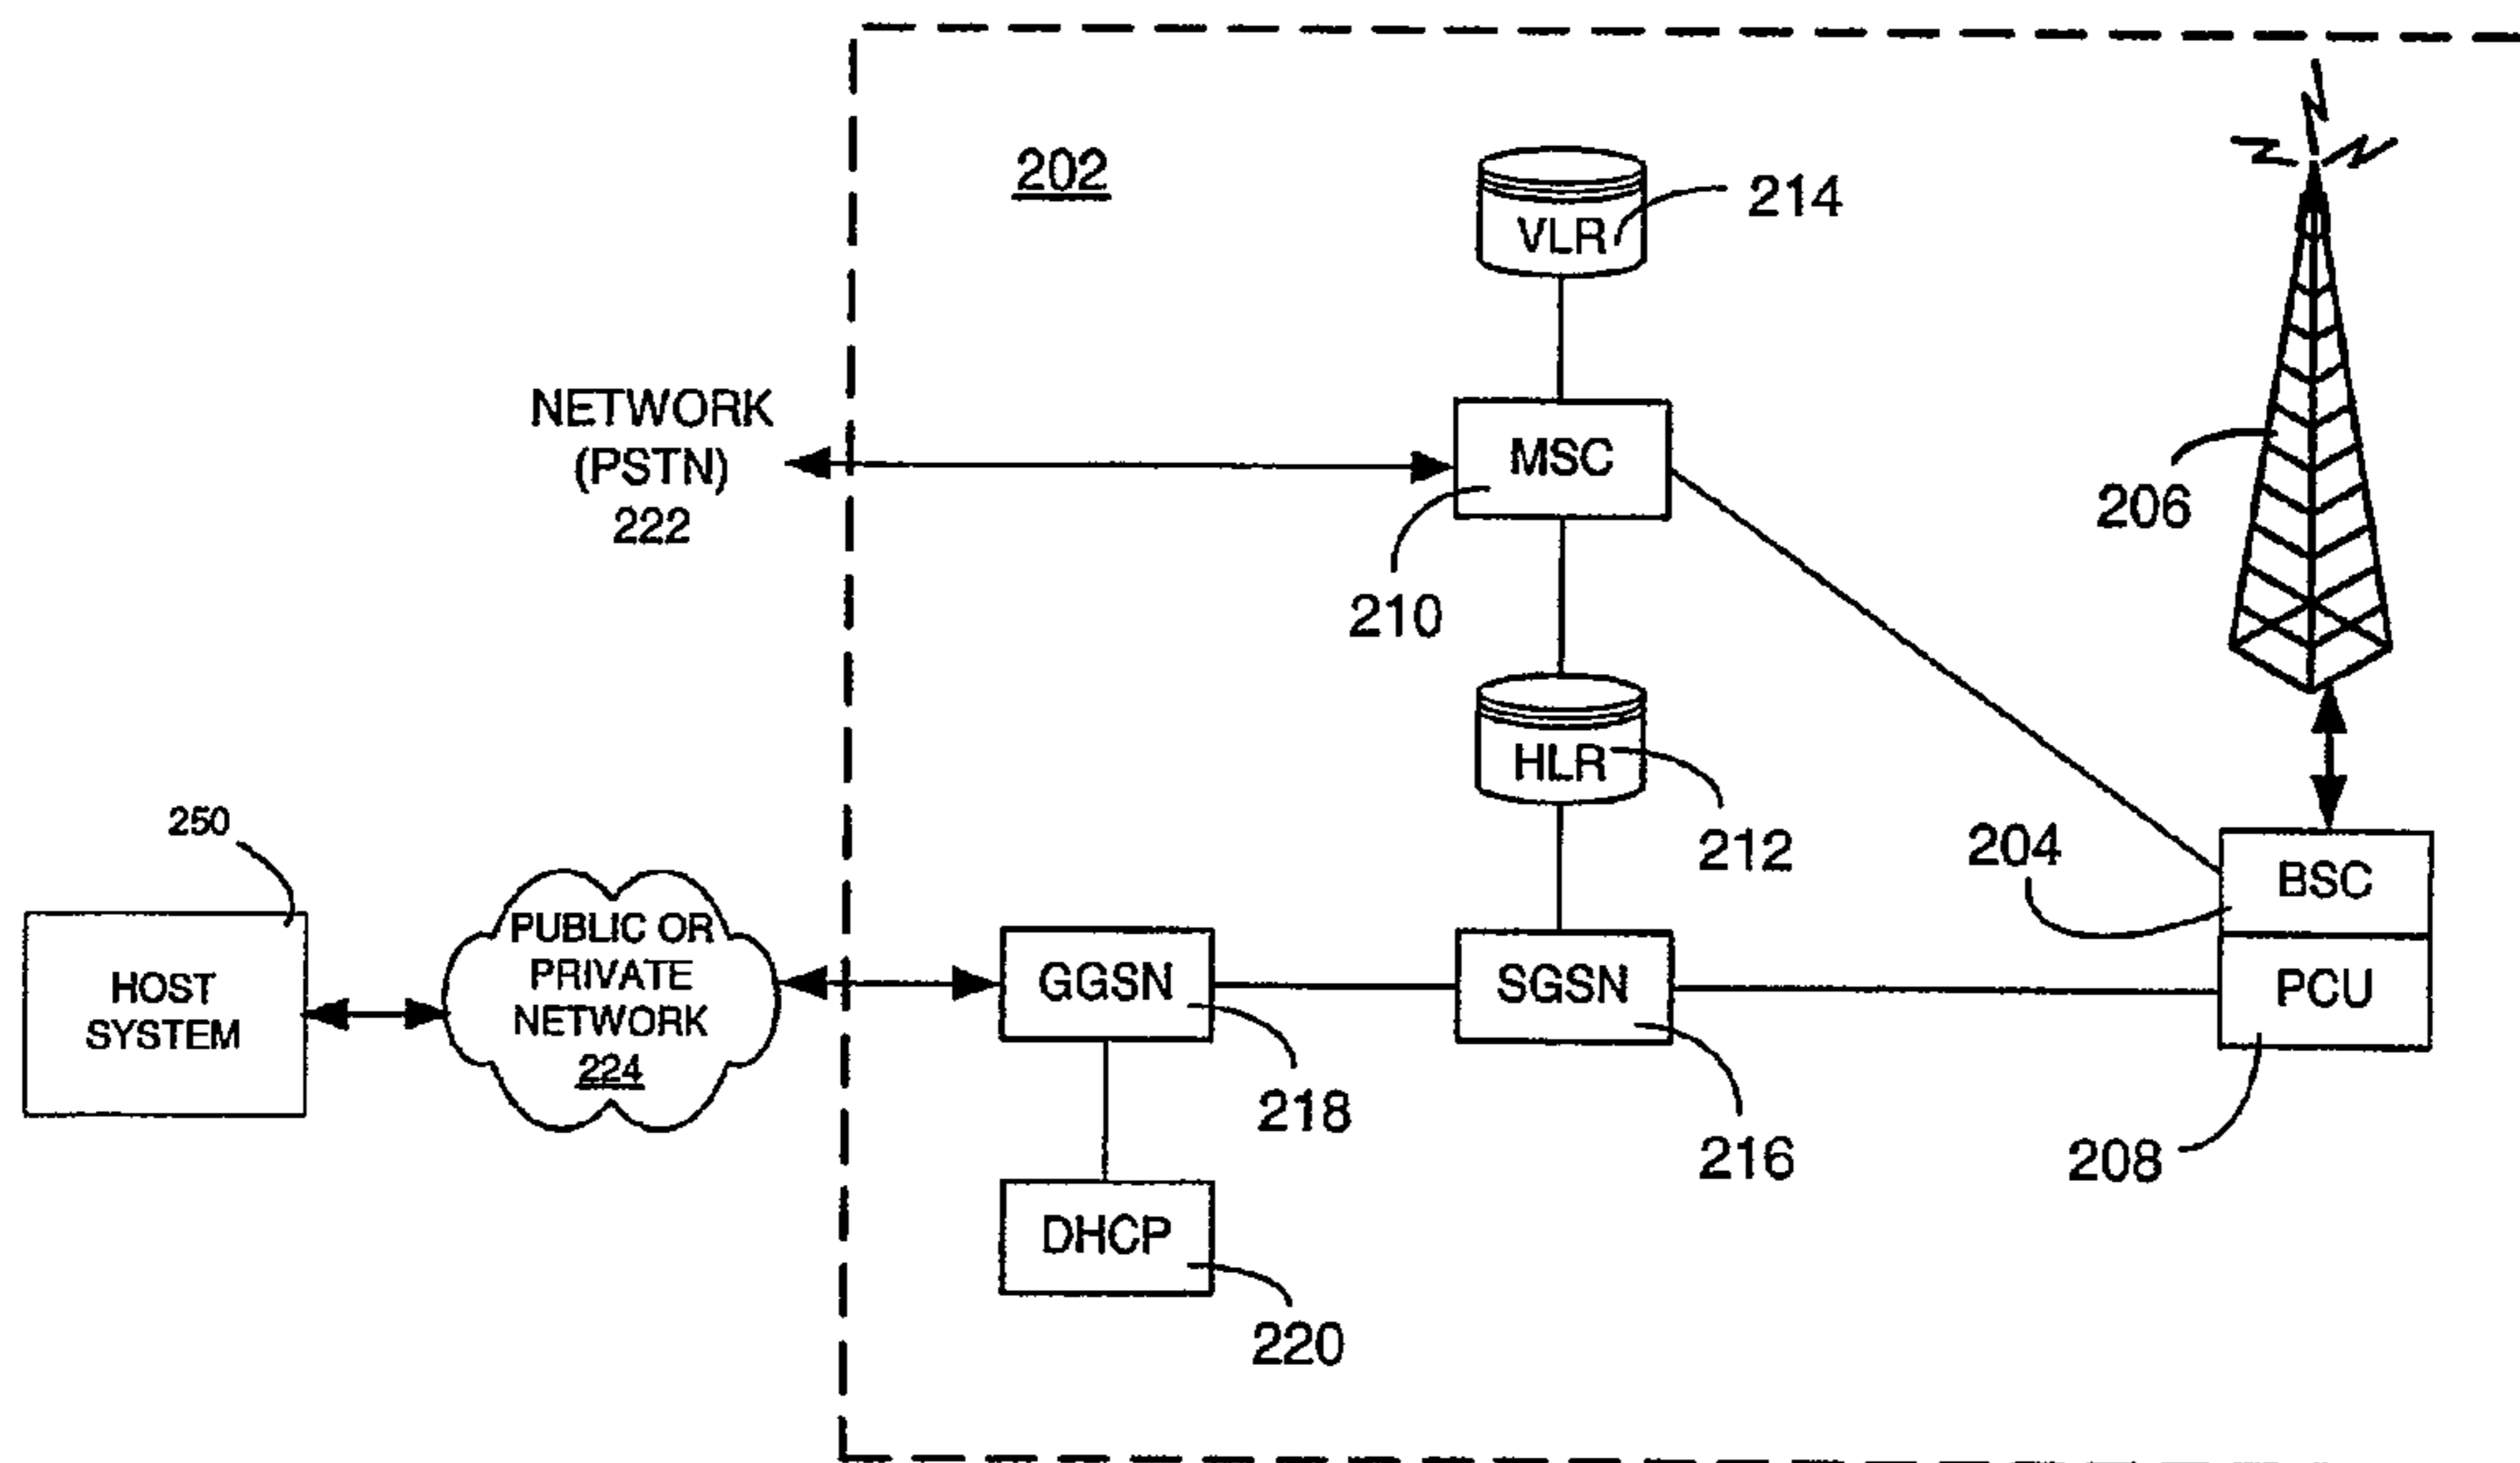 202
VLR
214
NETWORK
(PSTN)
222
MSC
206
210
HLR
212
250
204
BSC
HOST
SYSTEM
PUBLIC OR
PRIVATE
NETWORK
224
GGSN
SGSN
PCU
218
216
208
DHCP
220